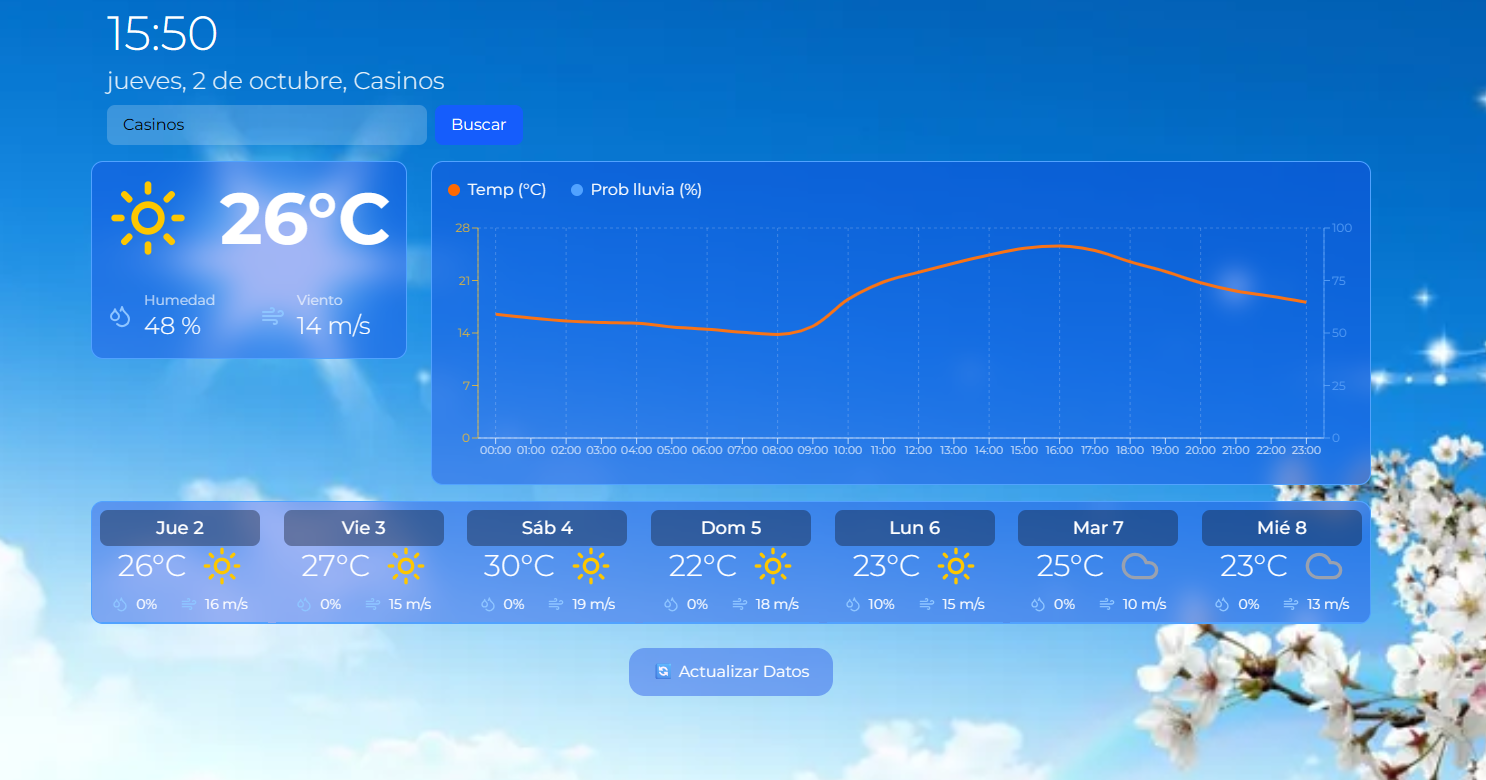 15:50
jueves, 2 de octubre, Casinos
Casinos Buscar
26°C
Humedad Viento
48 % 14 m/s
Temp (°C) Prob lluvia (%)
28 100
21 75
14 50
7 25
0 0
00:00 01:00 02:00 03:00 04:00 05:00 06:00 07:00 08:00 09:00 10:00 11:00 12:00 13:00 14:00 15:00 16:00 17:00 18:00 19:00 20:00 21:00 22:00 23:00
Jue 2 Vie 3 Sáb 4 Dom 5 Lun 6 Mar 7 Mié 8
26°C 27°C 30°C 22°C 23°C 25°C 23°C
0% 16 m/s 0% 15 m/s 0% 19 m/s 0% 18 m/s 10% 15 m/s 0% 10 m/s 0% 13 m/s
Actualizar Datos